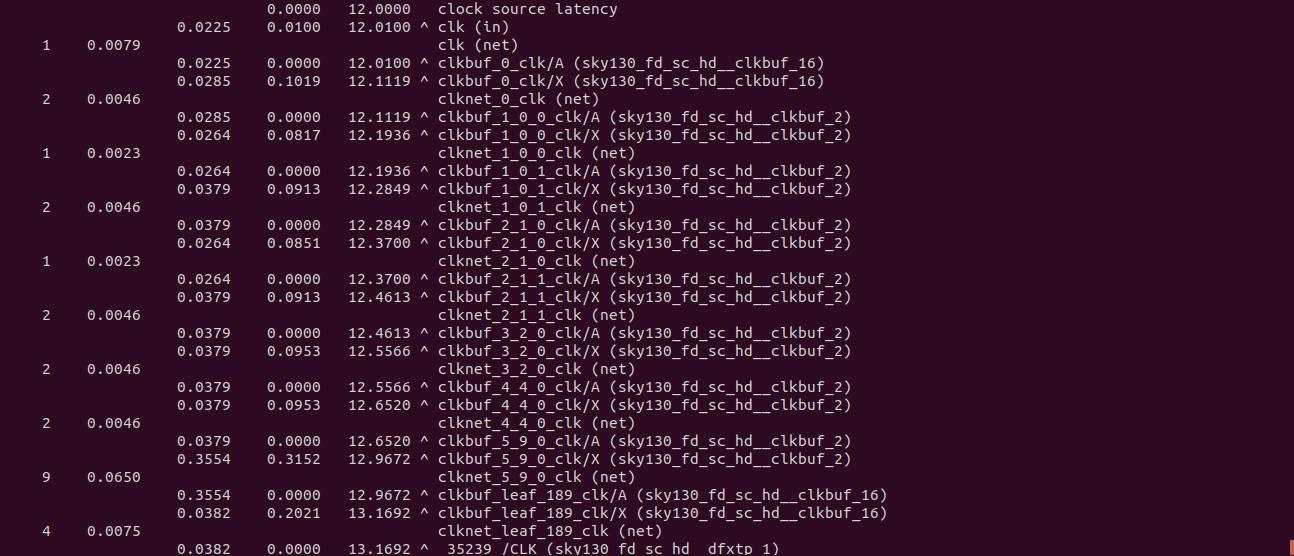 0.0000 12.0000 clock source latency
0.0225 0.0100 12.0100 ^ clk (in)
1 0.0079 clk (net)
0.0225 0.0000 12.0100 ^ clkbuf_0_clk/A (sky130_fd_sc_hd__clkbuf_16)
0.0285 0.1019 12.1119 ^ clkbuf_0_clk/X (sky130_fd_sc_hd__clkbuf_16)
2 0.0046 clknet_0_clk (net)
0.0285 0.0000 12.1119 ^ clkbuf_1_0_0_clk/A (sky130_fd_sc_hd__clkbuf_2)
0.0264 0.0817 12.1936 ^ clkbuf_1_0_0_clk/X (sky130_fd_sc_hd__clkbuf_2)
1 0.0023 clknet_1_0_0_clk (net)
0.0264 0.0000 12.1936 ^ clkbuf_1_0_1_clk/A (sky130_fd_sc_hd__clkbuf_2)
0.0379 0.0913 12.2849 ^ clkbuf_1_0_1_clk/X (sky130_fd_sc_hd__clkbuf_2)
2 0.0046 clknet_1_0_1_clk (net)
0.0379 0.0000 12.2849 ^ clkbuf_2_1_0_clk/A (sky130_fd_sc_hd__clkbuf_2)
0.0264 0.0851 12.3700 ^ clkbuf_2_1_0_clk/X (sky130_fd_sc_hd__clkbuf_2)
1 0.0023 clknet_2_1_0_clk (net)
0.0264 0.0000 12.3700 ^ clkbuf_2_1_1_clk/A (sky130_fd_sc_hd__clkbuf_2)
0.0379 0.0913 12.4613 ^ clkbuf_2_1_1_clk/X (sky130_fd_sc_hd__clkbuf_2)
2 0.0046 clknet_2_1_1_clk (net)
0.0379 0.0000 12.4613 ^ clkbuf_3_2_0_clk/A (sky130_fd_sc_hd__clkbuf_2)
0.0379 0.0953 12.5566 ^ clkbuf_3_2_0_clk/X (sky130_fd_sc_hd__clkbuf_2)
2 0.0046 clknet_3_2_0_clk (net)
0.0379 0.0000 12.5566 ^ clkbuf_4_4_0_clk/A (sky130_fd_sc_hd__clkbuf_2)
0.0379 0.0953 12.6520 ^ clkbuf_4_4_0_clk/X (sky130_fd_sc_hd__clkbuf_2)
2 0.0046 clknet_4_4_0_clk (net)
0.0379 0.0000 12.6520 ^ clkbuf_5_9_0_clk/A (sky130_fd_sc_hd__clkbuf_2)
0.3554 0.3152 12.9672 ^ clkbuf_5_9_0_clk/X (sky130_fd_sc_hd__clkbuf_2)
9 0.0650 clknet_5_9_0_clk (net)
0.3554 0.0000 12.9672 ^ clkbuf_leaf_189_clk/A (sky130_fd_sc_hd__clkbuf_16)
0.0382 0.2021 13.1692 ^ clkbuf_leaf_189_clk/X (sky130_fd_sc_hd__clkbuf_16)
4 0.0075 clknet_leaf_189_clk (net)
0.0382 0.0000 13.1692 ^ _35239_/CLK (sky130_fd_sc_hd__dfxtp_1)